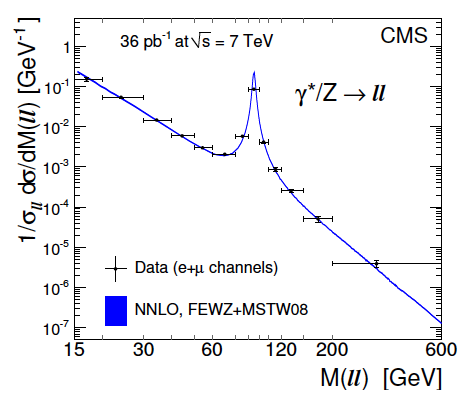 36 pb⁻¹ at √s = 7 TeV
CMS
γ*/Z → ll
1/σ_ll dσ/dM(ll) [GeV⁻¹]
1
10⁻¹
10⁻²
10⁻³
10⁻⁴
10⁻⁵
10⁻⁶
10⁻⁷
Data (e+μ channels)
NNLO, FEWZ+MSTW08
15 30 60 120 200 600
M(ll) [GeV]